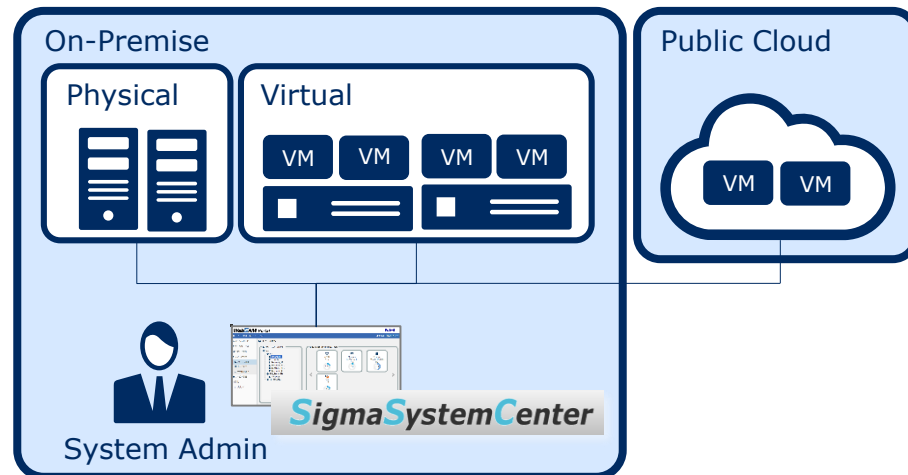 On-Premise
Public Cloud
Physical
Virtual
VM VM VM VM
VM VM
SigmaSystemCenter
System Admin